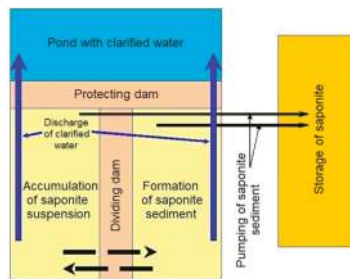 Pond with clarified water
Protecting dam
Discharge
of clarified
water
Accumulation
of saponite
suspension
Dividing dam
Formation
of saponite
sediment
Pumping of saponite
sediment
Storage of saponite